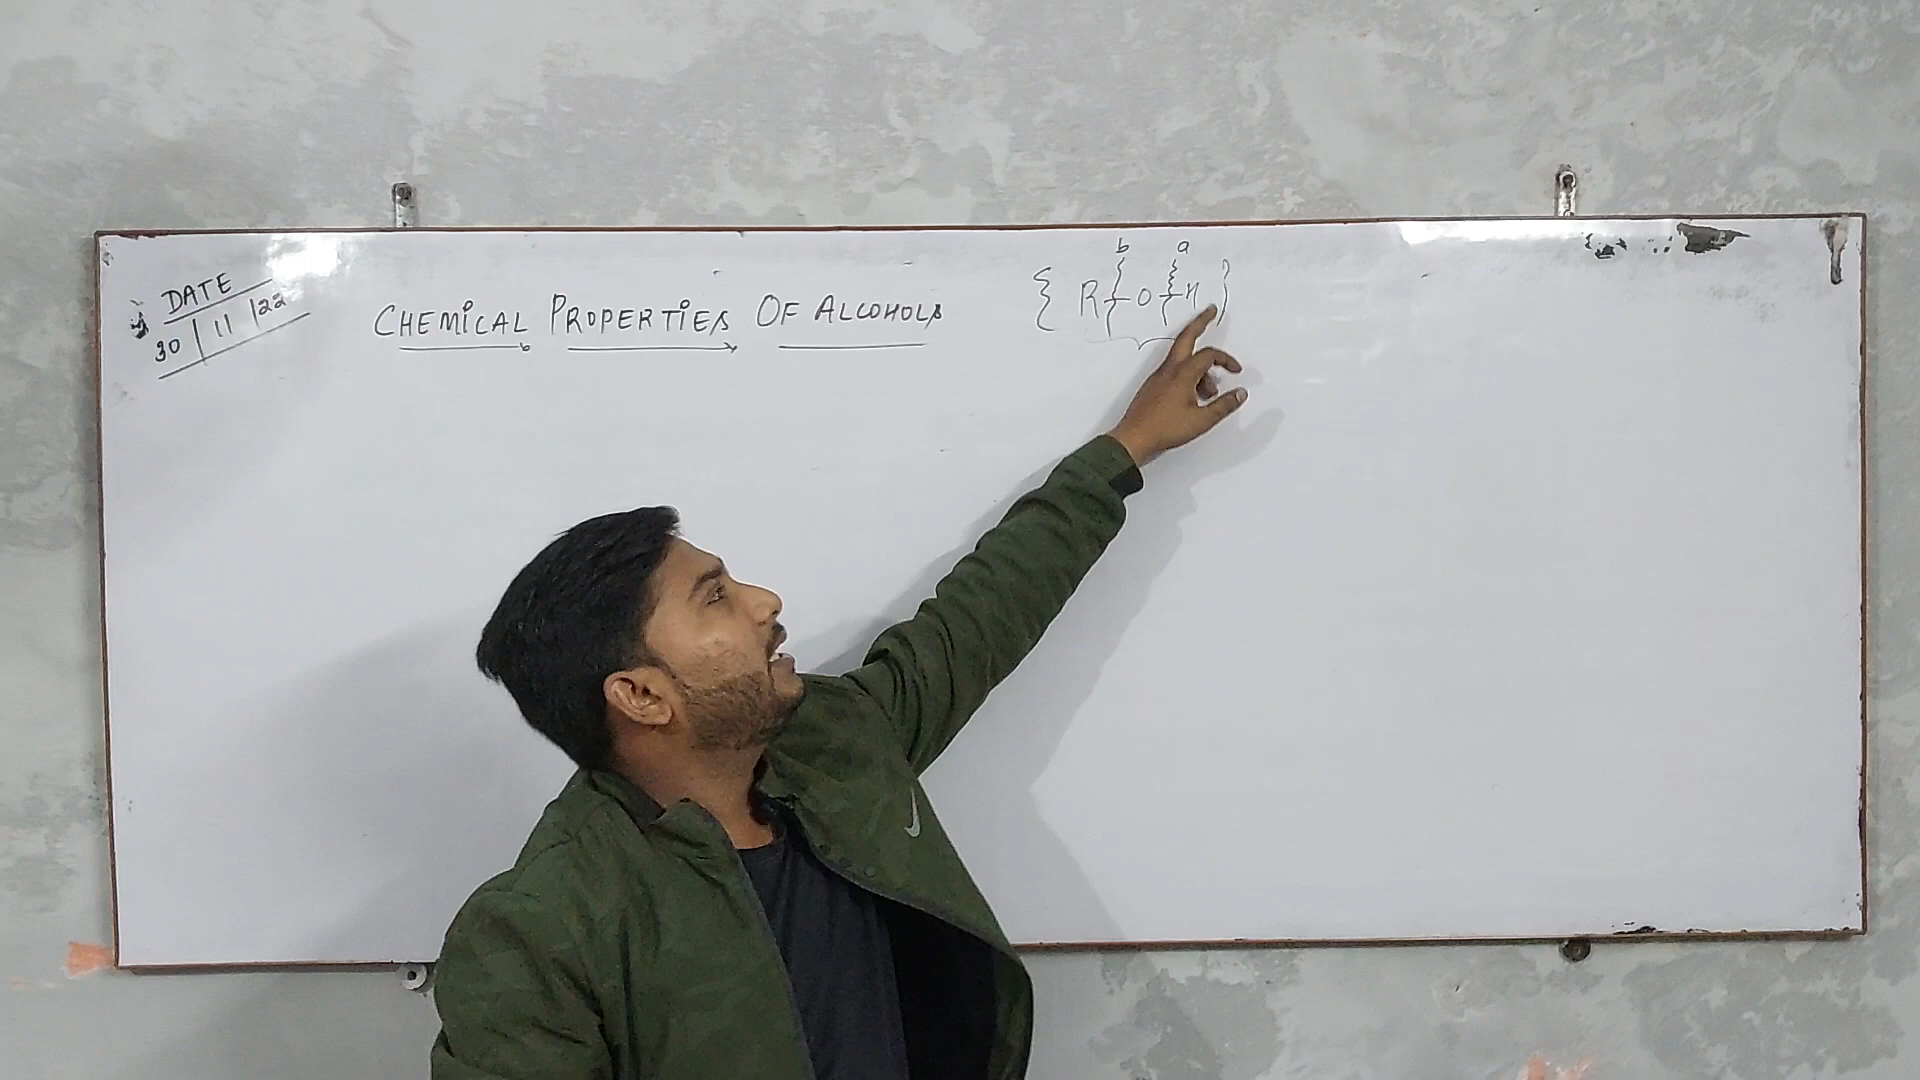 DATE
30 | 11 | 22
CHEMICAL PROPERTIES OF ALCOHOLS
b a
{ R-O-H }